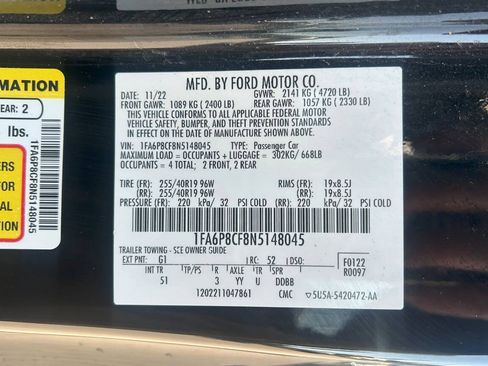 MFD. BY FORD MOTOR CO.
DATE: 11/22 GVWR: 2141 KG ( 4720 LB)
FRONT GAWR: 1089 KG ( 2400 LB) REAR GAWR: 1057 KG ( 2330 LB)
THIS VEHICLE CONFORMS TO ALL APPLICABLE FEDERAL MOTOR
VEHICLE SAFETY, BUMPER, AND THEFT PREVENTION STANDARDS
IN EFFECT ON THE DATE OF MANUFACTURE SHOWN ABOVE.
VIN: 1FA6P8CF8N5148045 TYPE: Passenger Car
MAXIMUM LOAD = OCCUPANTS + LUGGAGE = 302KG/ 668LB
OCCUPANTS = 4 TOTAL; 2 FRONT, 2 REAR
TIRE (FR): 255/40R19 96W RIMS (FR): 19x8.5J
(RR): 255/40R19 96W (RR): 19x8.5J
PRESSURE (FR): 220 kPa/ 32 PSI COLD (RR): 220 kPa/ 32 PSI COLD
1FA6P8CF8N5148045
TRAILER TOWING - SEE OWNER GUIDE
EXT PNT: G1 RC: 52 DSO: F0122
R0097
INT TR TP/PS R AXLE TR SPR
51 3 YY U DDBB
1202211047861 CMC 5U5A-5420472-AA
MATION
EAR: 2
lbs.
1FA6P8CF8N5148045
ERS
TO